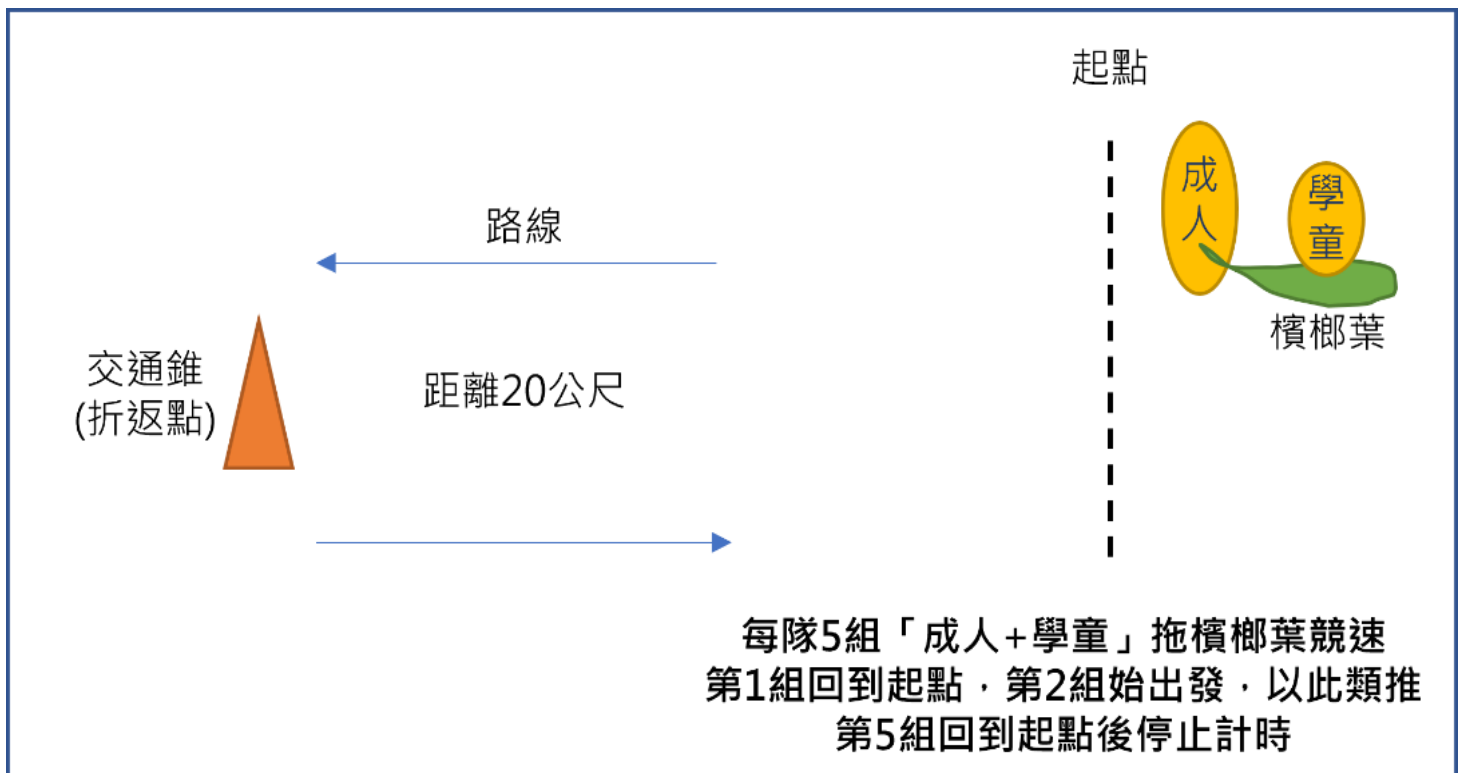 起點
成人
學童
檳榔葉
路線
交通錐
(折返點)
距離20公尺
每隊5組「成人+學童」拖檳榔葉競速
第1組回到起點，第2組始出發，以此類推
第5組回到起點後停止計時